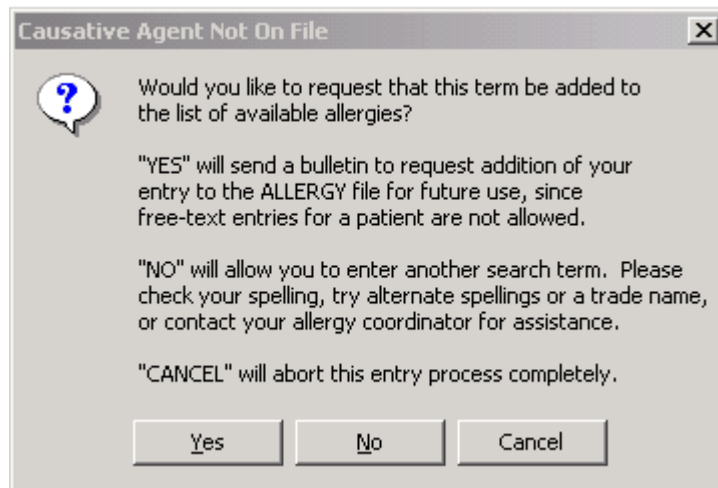 Causative Agent Not On File
Would you like to request that this term be added to
the list of available allergies?
"YES" will send a bulletin to request addition of your
entry to the ALLERGY file for future use, since
free-text entries for a patient are not allowed.
"NO" will allow you to enter another search term.  Please
check your spelling, try alternate spellings or a trade name,
or contact your allergy coordinator for assistance.
"CANCEL" will abort this entry process completely.
Yes No Cancel